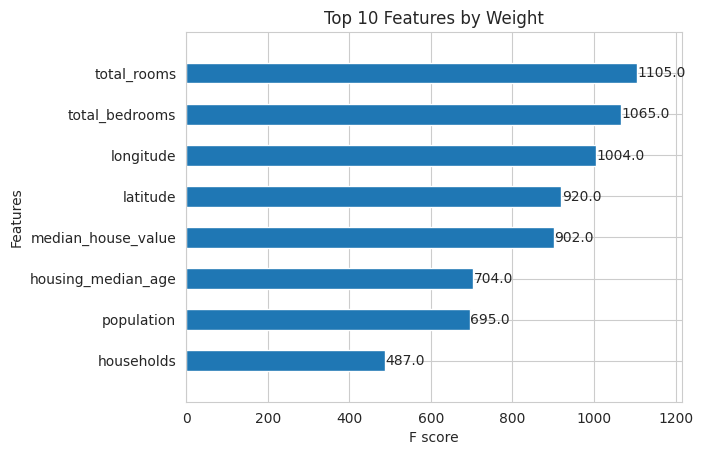 Top 10 Features by Weight
Features
total_rooms 1105.0
total_bedrooms 1065.0
longitude 1004.0
latitude 920.0
median_house_value 902.0
housing_median_age 704.0
population 695.0
households 487.0
0 200 400 600 800 1000 1200
F score